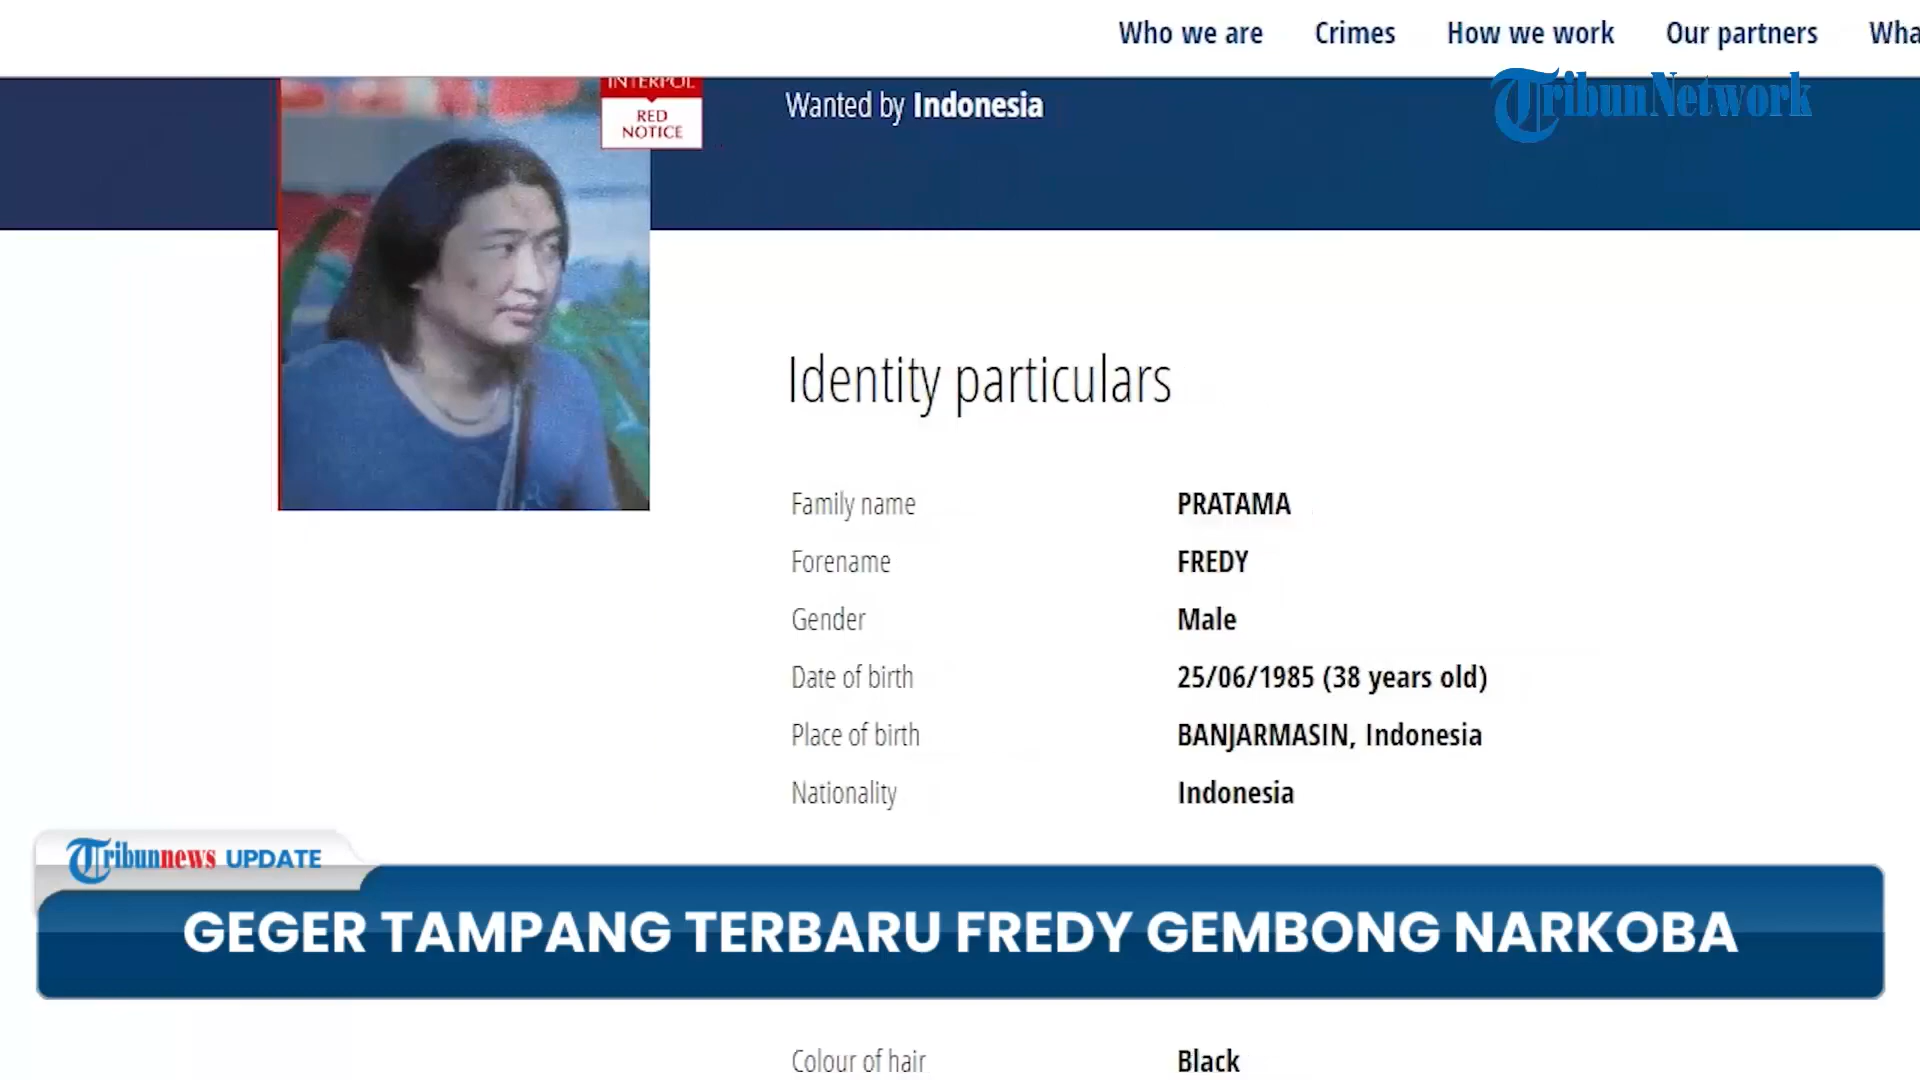 Who we are Crimes How we work Our partners Wha
TribunNetwork
INTERPOL
RED
NOTICE
Wanted by Indonesia
Identity particulars
Family name PRATAMA
Forename FREDY
Gender Male
Date of birth 25/06/1985 (38 years old)
Place of birth BANJARMASIN, Indonesia
Nationality Indonesia
Tribunnews UPDATE
GEGER TAMPANG TERBARU FREDY GEMBONG NARKOBA
Colour of hair Black